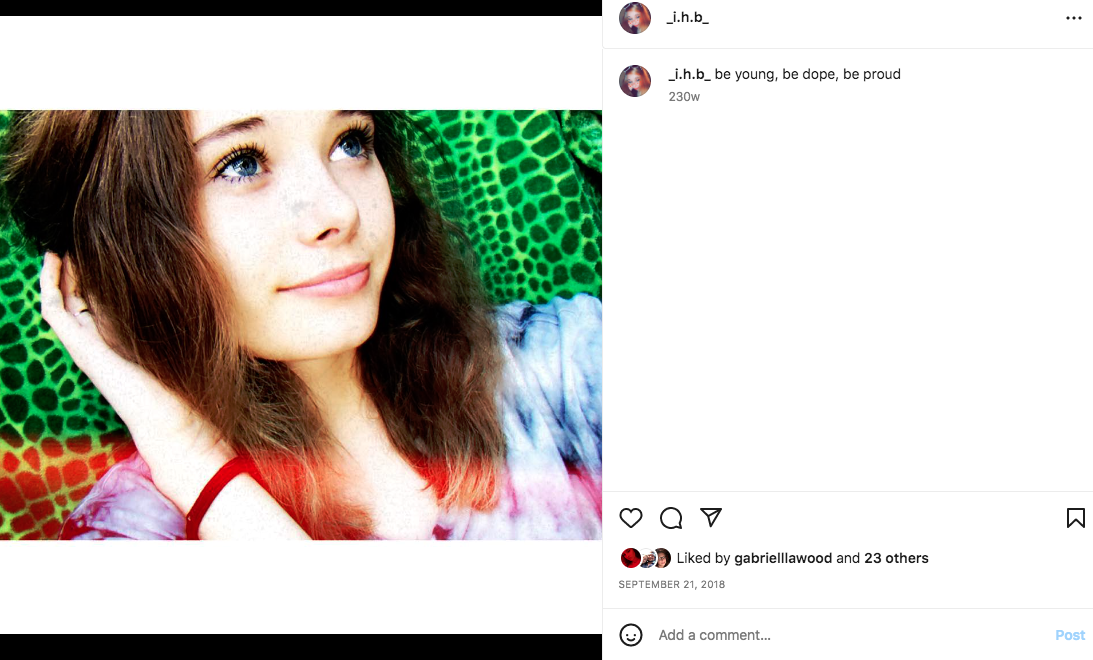 _i.h.b_
_i.h.b_ be young, be dope, be proud
230w
Liked by gabrielllawood and 23 others
SEPTEMBER 21, 2018
Add a comment...
Post